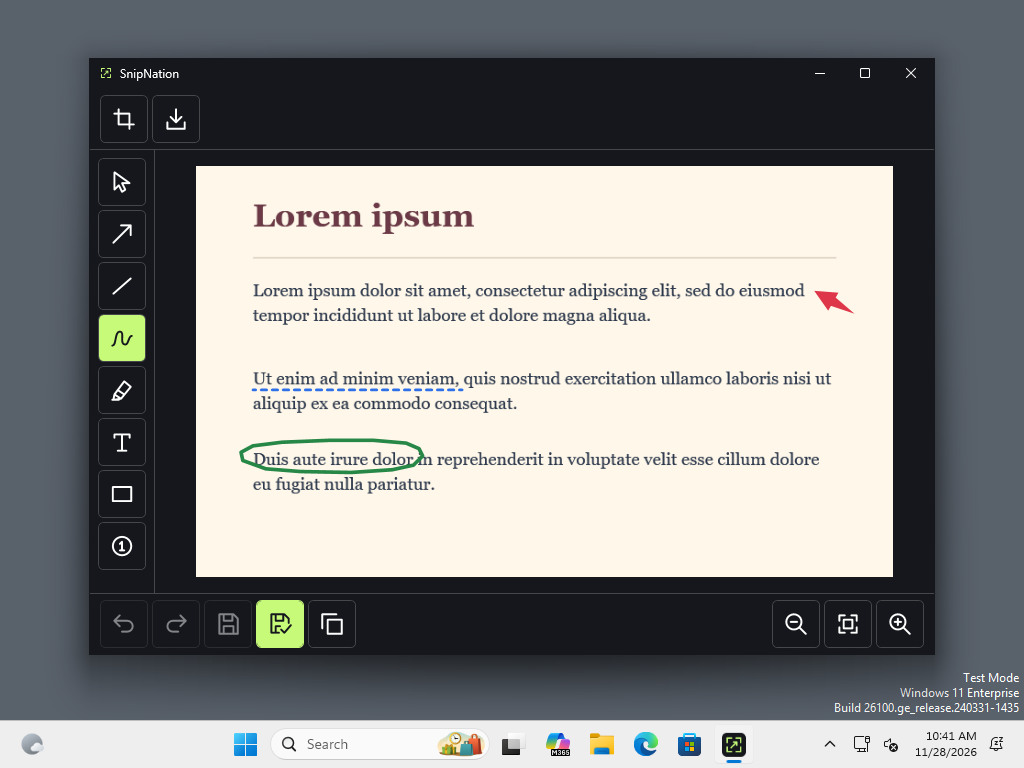 SnipNation
Lorem ipsum
Lorem ipsum dolor sit amet, consectetur adipiscing elit, sed do eiusmod
tempor incididunt ut labore et dolore magna aliqua.
Ut enim ad minim veniam, quis nostrud exercitation ullamco laboris nisi ut
aliquip ex ea commodo consequat.
Duis aute irure dolor in reprehenderit in voluptate velit esse cillum dolore
eu fugiat nulla pariatur.
T
1
Test Mode
Windows 11 Enterprise
Build 26100.ge_release.240331-1435
Search
M365
10:41 AM
11/28/2026